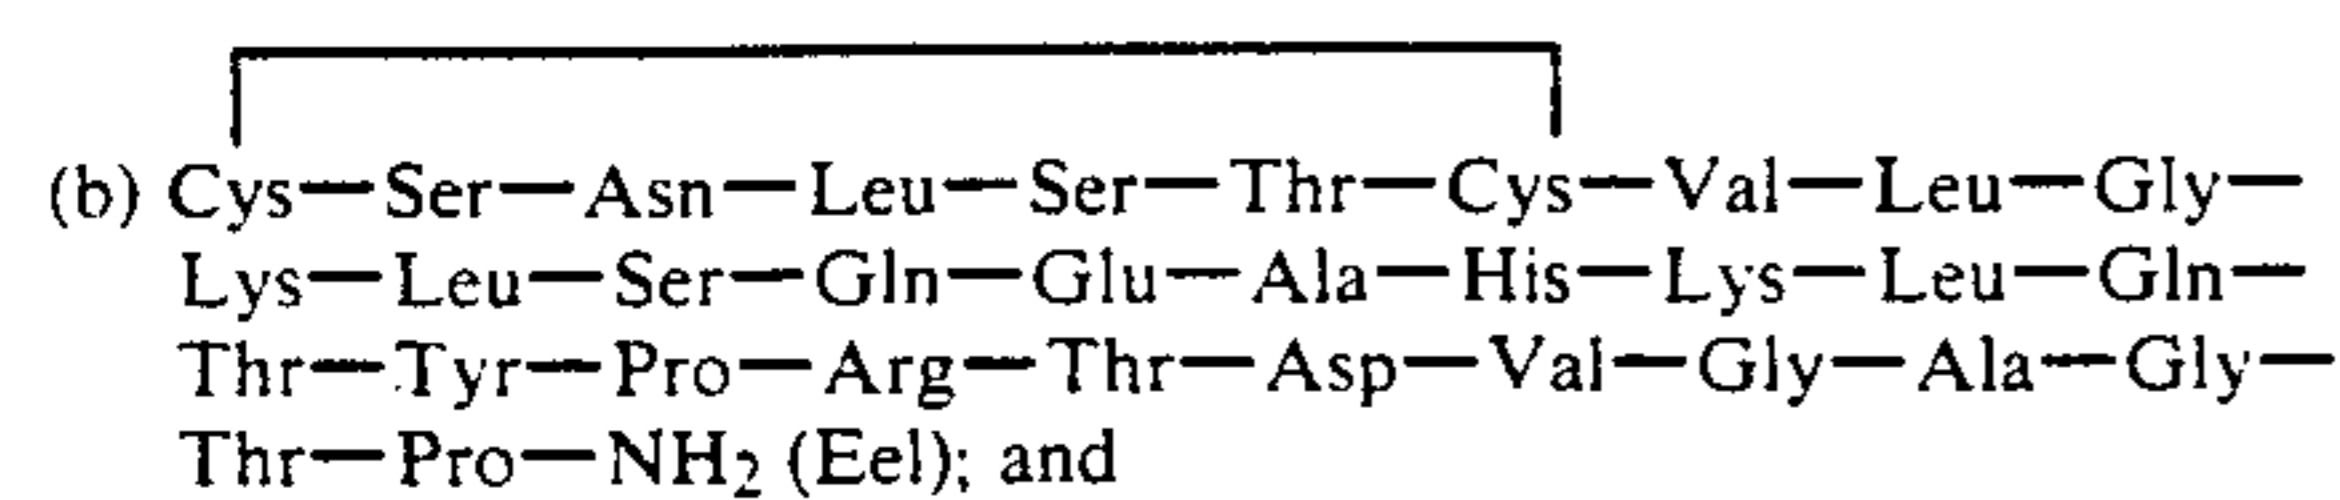 (b) Cys—Ser—Asn—Leu—Ser—Thr—Cys—Val—Leu—Gly—
Lys—Leu—Ser—Gln—Glu—Ala—His—Lys—Leu—Gln—
Thr—Tyr—Pro—Arg—Thr—Asp—Val—Gly—Ala—Gly—
Thr—Pro—NH₂ (Eel); and